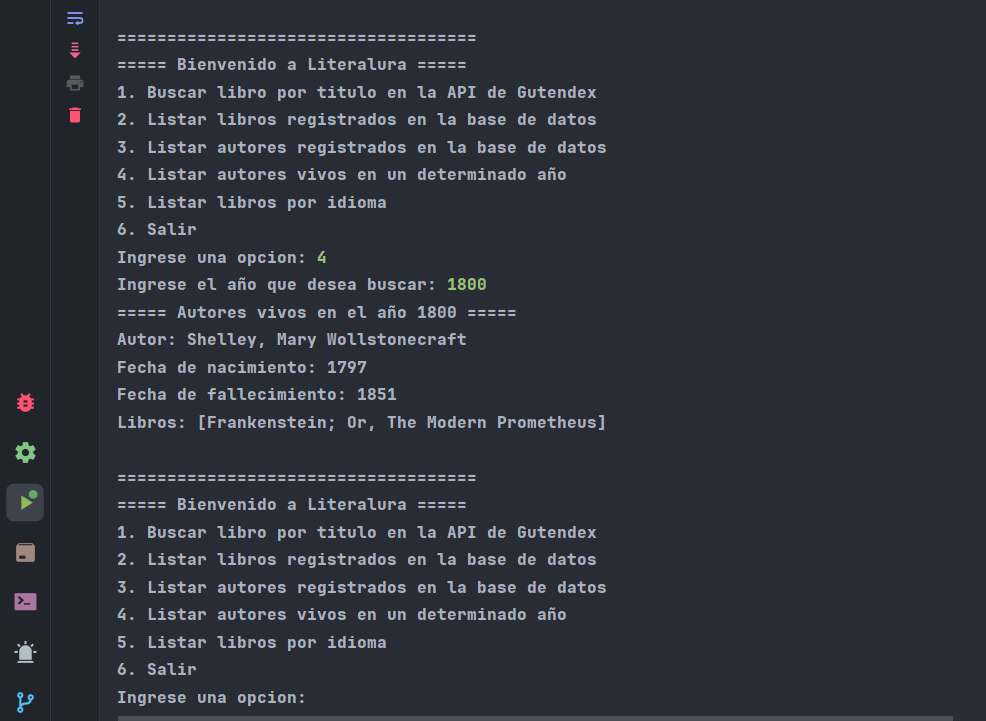 ====================================
===== Bienvenido a Literalura =====
1. Buscar libro por titulo en la API de Gutendex
2. Listar libros registrados en la base de datos
3. Listar autores registrados en la base de datos
4. Listar autores vivos en un determinado año
5. Listar libros por idioma
6. Salir
Ingrese una opcion: 4
Ingrese el año que desea buscar: 1800
===== Autores vivos en el año 1800 =====
Autor: Shelley, Mary Wollstonecraft
Fecha de nacimiento: 1797
Fecha de fallecimiento: 1851
Libros: [Frankenstein; Or, The Modern Prometheus]
====================================
===== Bienvenido a Literalura =====
1. Buscar libro por titulo en la API de Gutendex
2. Listar libros registrados en la base de datos
3. Listar autores registrados en la base de datos
4. Listar autores vivos en un determinado año
5. Listar libros por idioma
6. Salir
Ingrese una opcion: